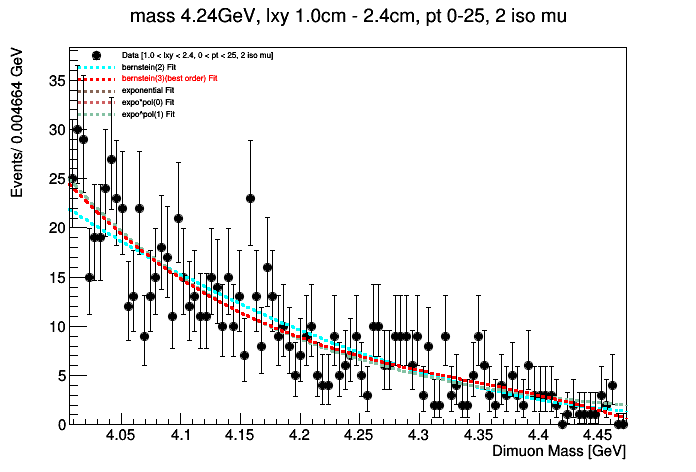 mass 4.24GeV, lxy 1.0cm - 2.4cm, pt 0-25, 2 iso mu
Events/ 0.004664 GeV
Data [1.0 < lxy < 2.4, 0 < pt < 25, 2 iso mu]
bernstein(2) Fit
bernstein(3)(best order) Fit
exponential Fit
expo*pol(0) Fit
expo*pol(1) Fit
35
30
25
20
15
10
5
0
4.05 4.1 4.15 4.2 4.25 4.3 4.35 4.4 4.45
Dimuon Mass [GeV]